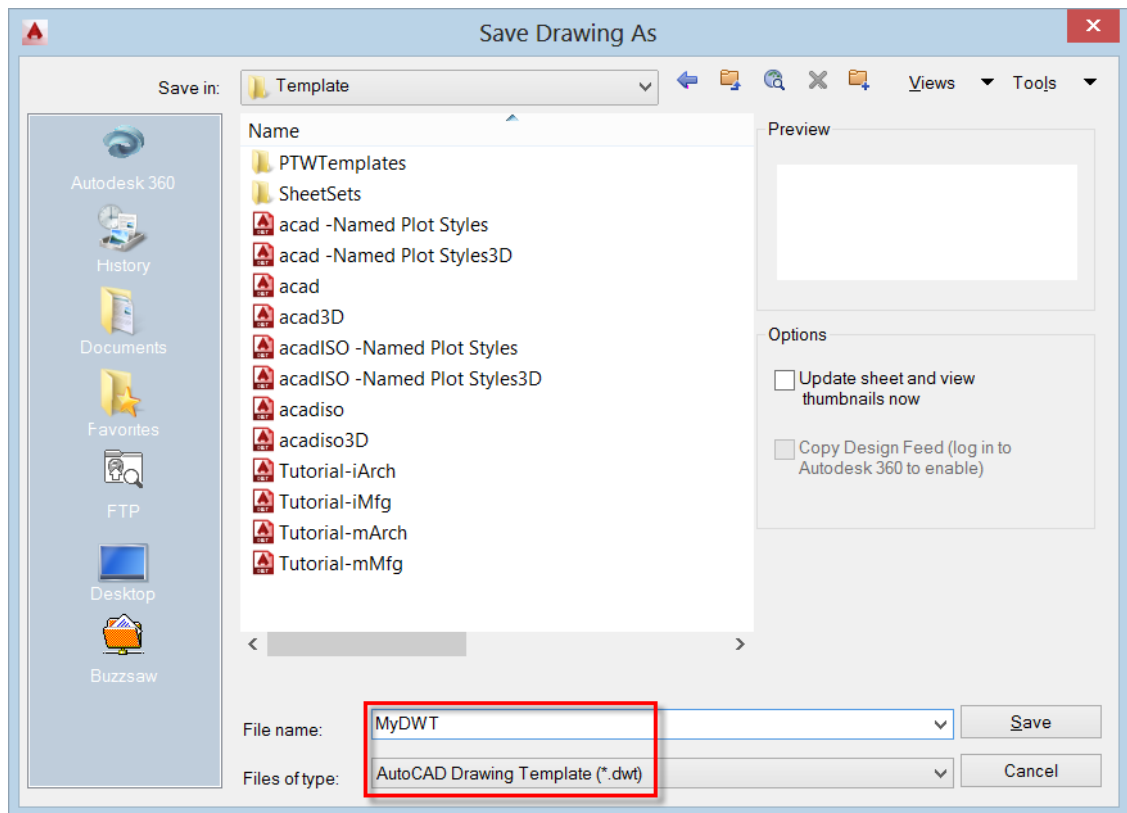 Save Drawing As
Save in:
Template
Views
Tools
Autodesk 360
History
Documents
Favorites
FTP
Desktop
Buzzsaw
Name
PTWTemplates
SheetSets
acad -Named Plot Styles
acad -Named Plot Styles3D
acad
acad3D
acadISO -Named Plot Styles
acadISO -Named Plot Styles3D
acadiso
acadiso3D
Tutorial-iArch
Tutorial-iMfg
Tutorial-mArch
Tutorial-mMfg
Preview
Options
Update sheet and view
thumbnails now
Copy Design Feed (log in to
Autodesk 360 to enable)
File name:
MyDWT
Save
Files of type:
AutoCAD Drawing Template (*.dwt)
Cancel